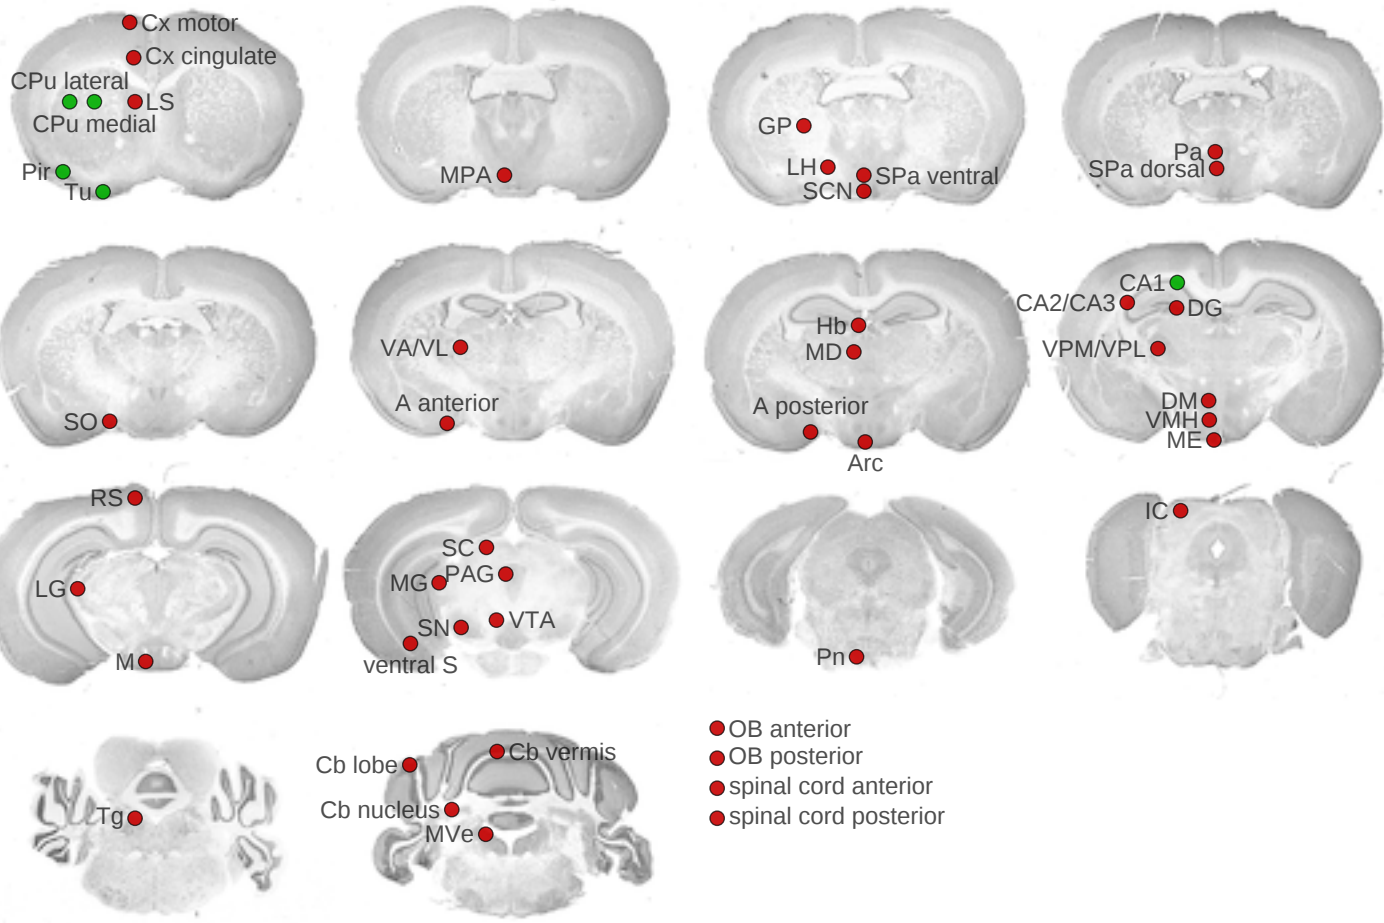 Cx motor
Cx cingulate
CPu lateral
LS
CPu medial
Pir
Tu
MPA
GP
LH
SPa ventral
SCN
Pa
SPa dorsal
SO
VA/VL
A anterior
Hb
MD
A posterior
Arc
CA1
CA2/CA3
DG
VPM/VPL
DM
VMH
ME
RS
LG
M
SC
MG
PAG
SN
VTA
ventral S
Pn
IC
Tg
Cb vermis
Cb lobe
Cb nucleus
MVe
OB anterior
OB posterior
spinal cord anterior
spinal cord posterior